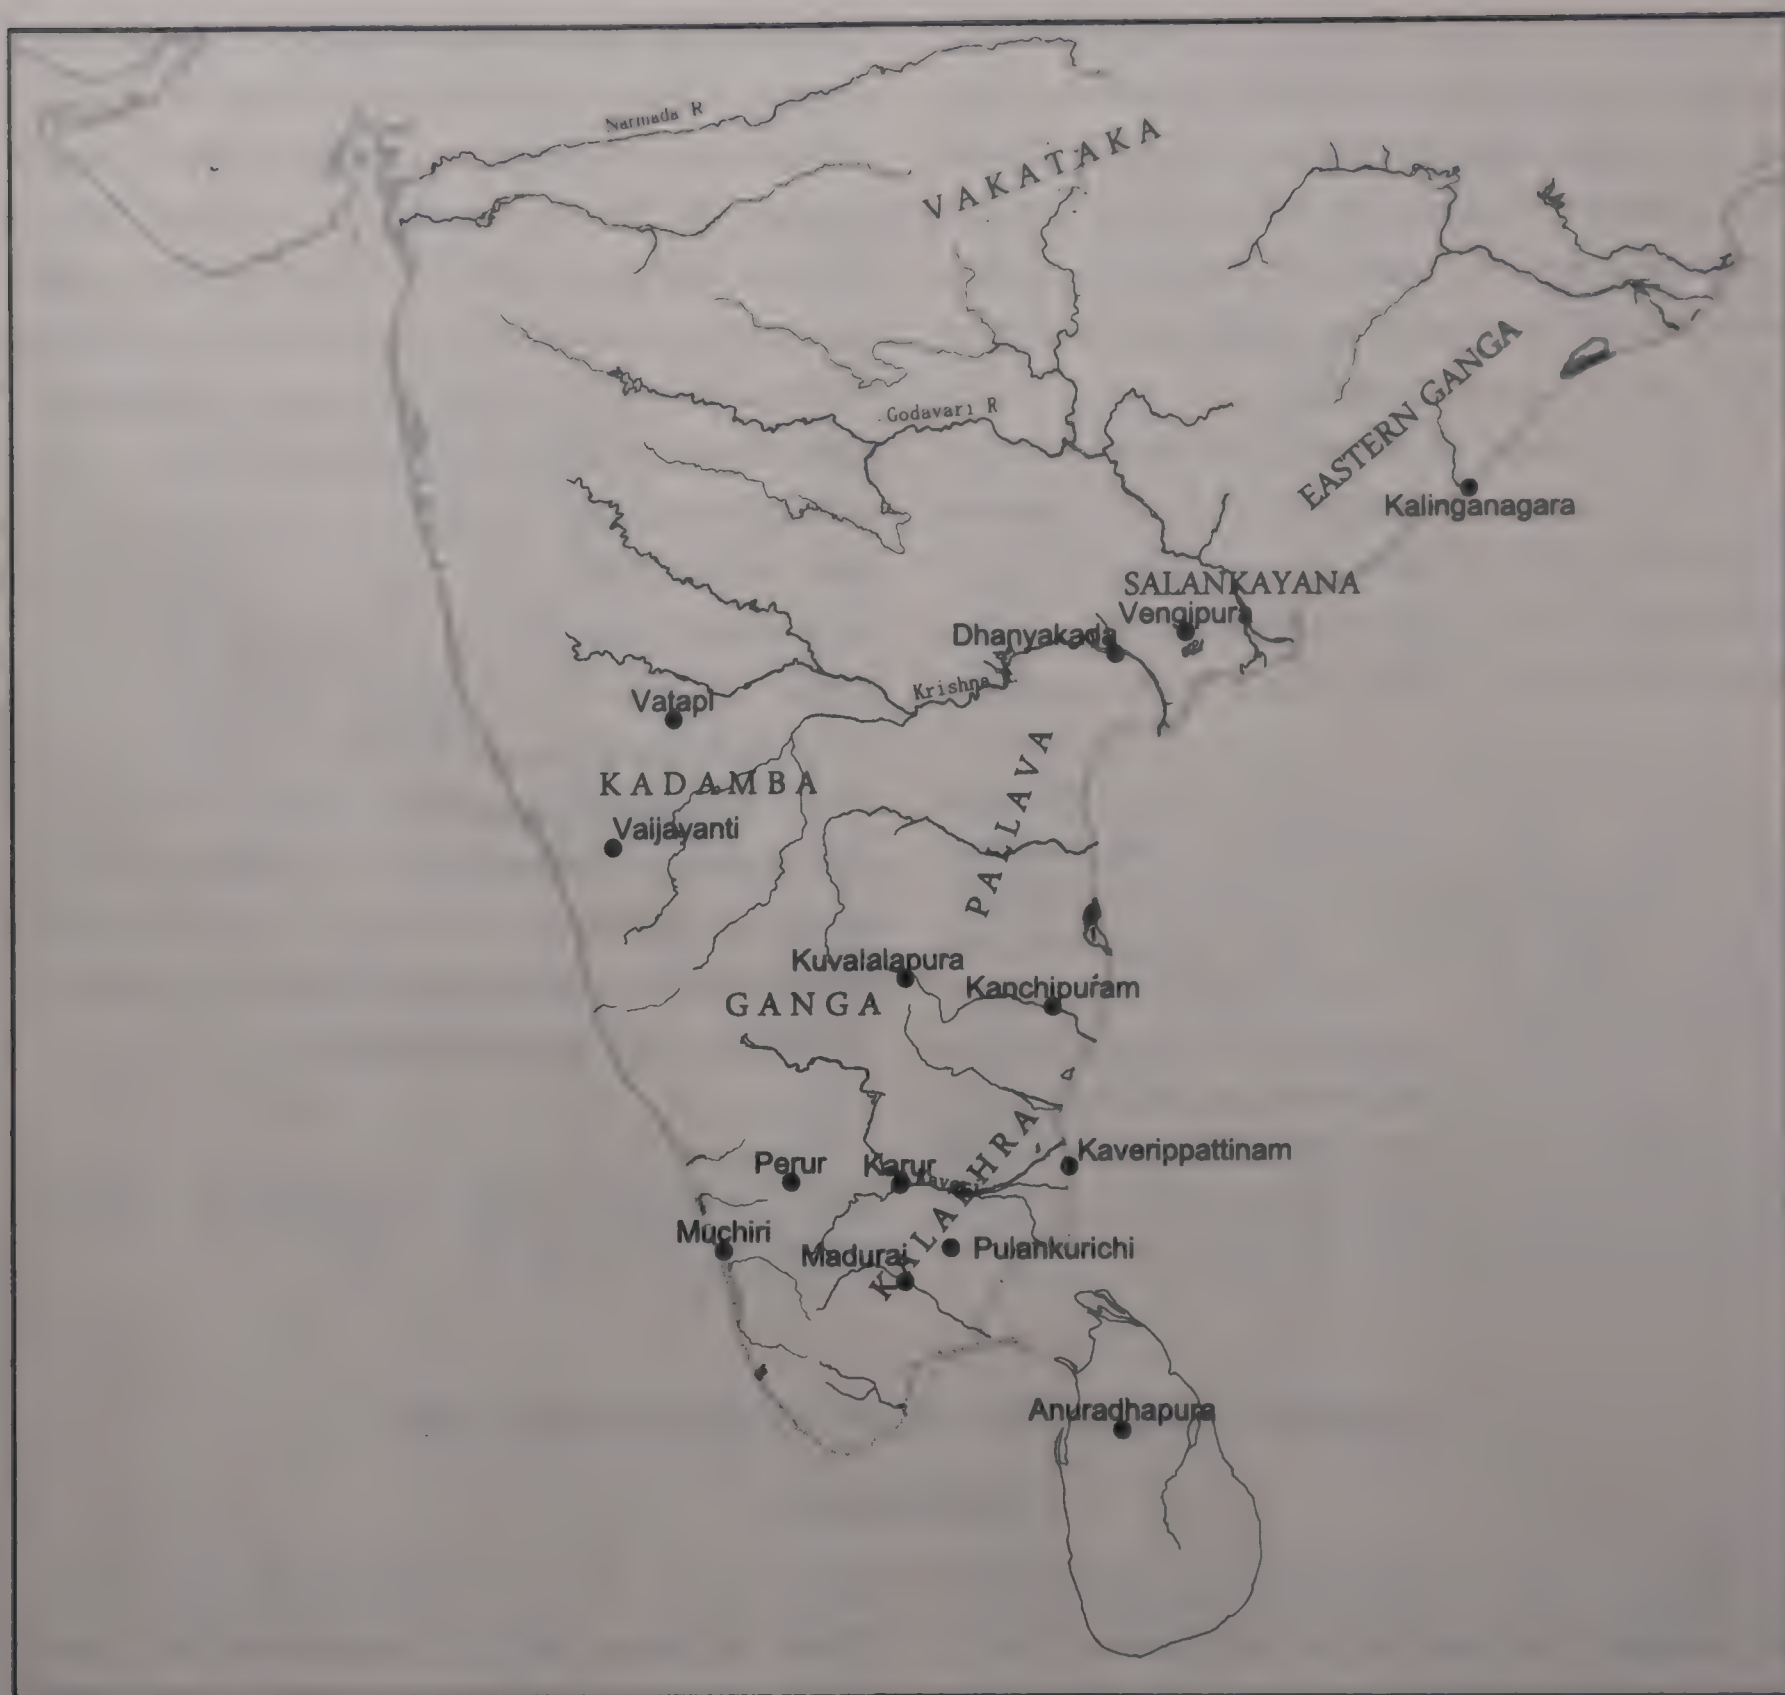 Narmada R
VAKATAKA
Godavari R
EASTERN GANGA
Kalinganagara
SALANKAYANA
Vengipura
Dhanyakada
Krishna
Vatapi
PALLAVA
KADAMBA
Vaijayanti
Kuvalalapura
Kanchipuram
GANGA
KALABHRA
Kaverippattinam
Perur
Karur
Muchiri
Madurai
Pulankurichi
Anuradhapura